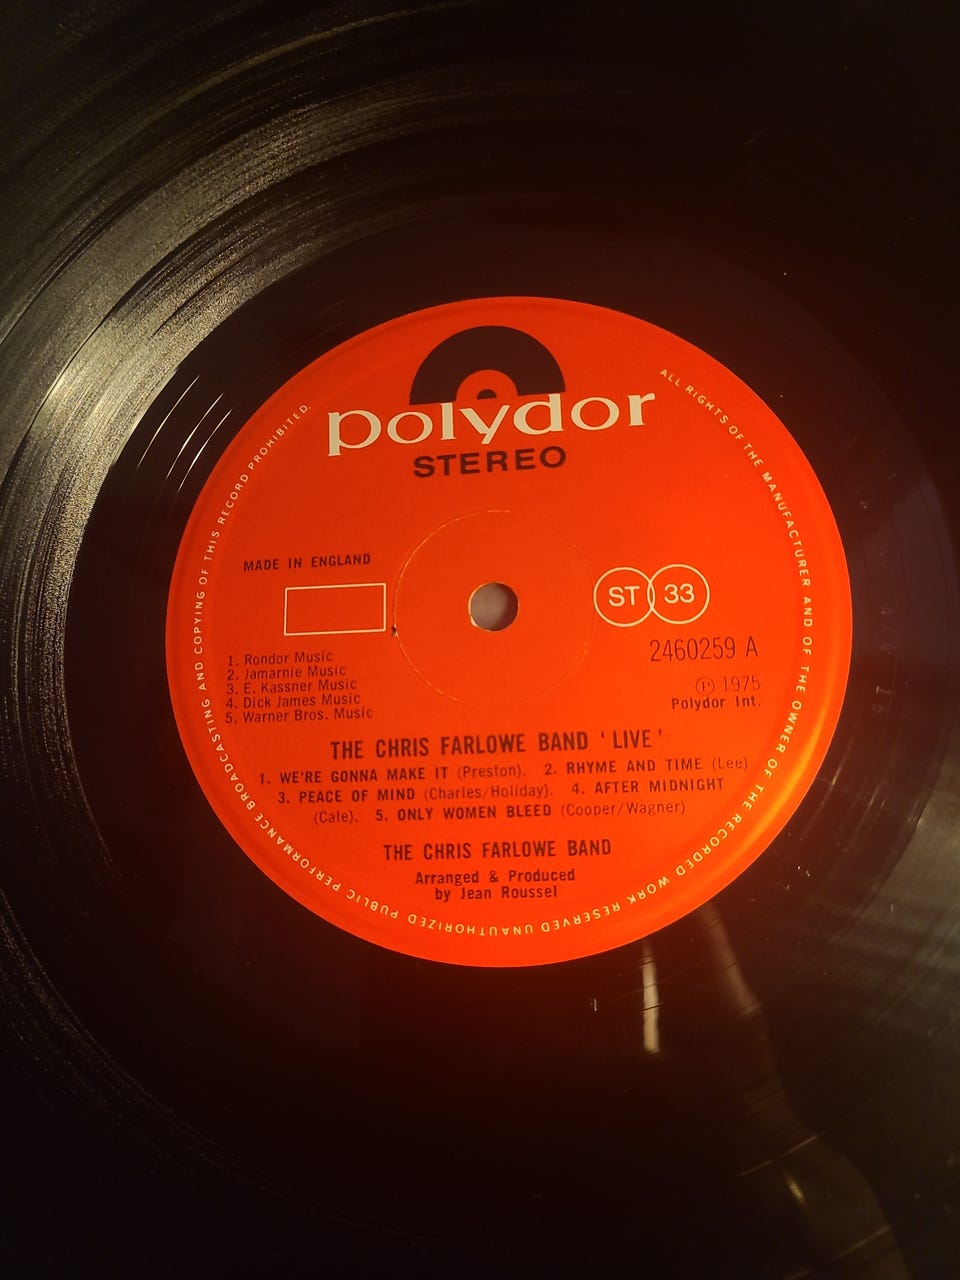 polydor
STEREO
ALL RIGHTS OF THE MANUFACTURER AND OF THE OWNER OF THE RECORDED WORK RESERVED UNAUTHORIZED PUBLIC PERFORMANCE BROADCASTING AND COPYING OF THIS RECORD PROHIBITED.
MADE IN ENGLAND
ST 33
2460259 A
Ⓟ 1975
Polydor Int.
1. Rondor Music
2. Jamarnie Music
3. E. Kassner Music
4. Dick James Music
5. Warner Bros. Music
THE CHRIS FARLOWE BAND ‘ LIVE ’
1. WE'RE GONNA MAKE IT (Preston). 2. RHYME AND TIME (Lee)
3. PEACE OF MIND (Charles/Holiday). 4. AFTER MIDNIGHT
(Cale). 5. ONLY WOMEN BLEED (Cooper/Wagner)
THE CHRIS FARLOWE BAND
Arranged & Produced
by Jean Roussel